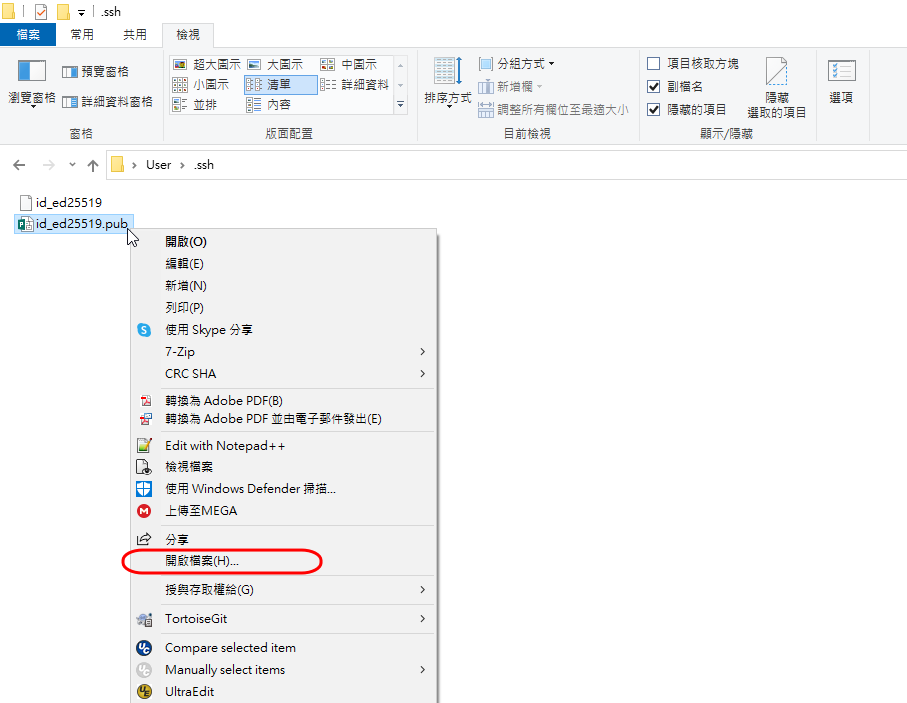 .ssh
檔案 常用 共用 檢視
瀏覽窗格
預覽窗格
詳細資料窗格
窗格
超大圖示 大圖示 中圖示
小圖示 清單 詳細資料
並排 內容
版面配置
排序方式
分組方式
新增欄
調整所有欄位至最適大小
目前檢視
項目核取方塊
副檔名
隱藏的項目
隱藏
選取的項目
顯示/隱藏
選項
User .ssh
id_ed25519
id_ed25519.pub
開啟(O)
編輯(E)
新增(N)
列印(P)
使用 Skype 分享
7-Zip
CRC SHA
轉換為 Adobe PDF(B)
轉換為 Adobe PDF 並由電子郵件發出(E)
Edit with Notepad++
檢視檔案
使用 Windows Defender 掃描...
上傳至MEGA
分享
開啟檔案(H)...
授與存取權給(G)
TortoiseGit
Compare selected item
Manually select items
UltraEdit